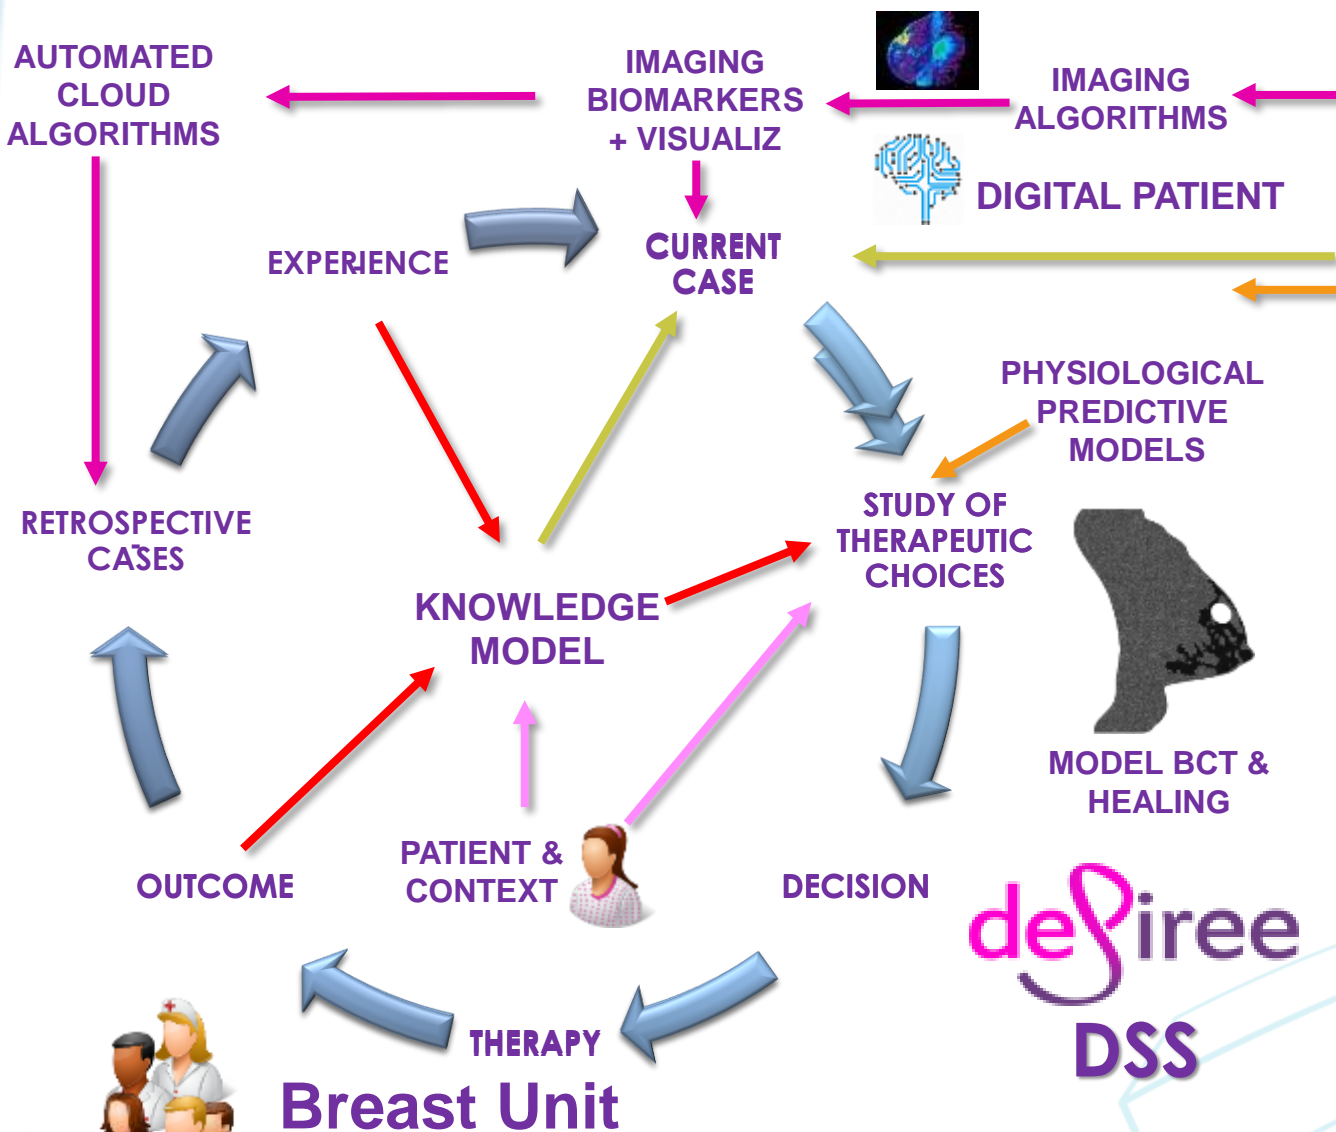 AUTOMATED
CLOUD
ALGORITHMS
IMAGING
BIOMARKERS
+ VISUALIZ
IMAGING
ALGORITHMS
DIGITAL PATIENT
EXPERIENCE
CURRENT
CASE
PHYSIOLOGICAL
PREDICTIVE
MODELS
RETROSPECTIVE
CASES
STUDY OF
THERAPEUTIC
CHOICES
KNOWLEDGE
MODEL
MODEL BCT &
HEALING
PATIENT &
CONTEXT
OUTCOME
DECISION
desiree
DSS
THERAPY
Breast Unit